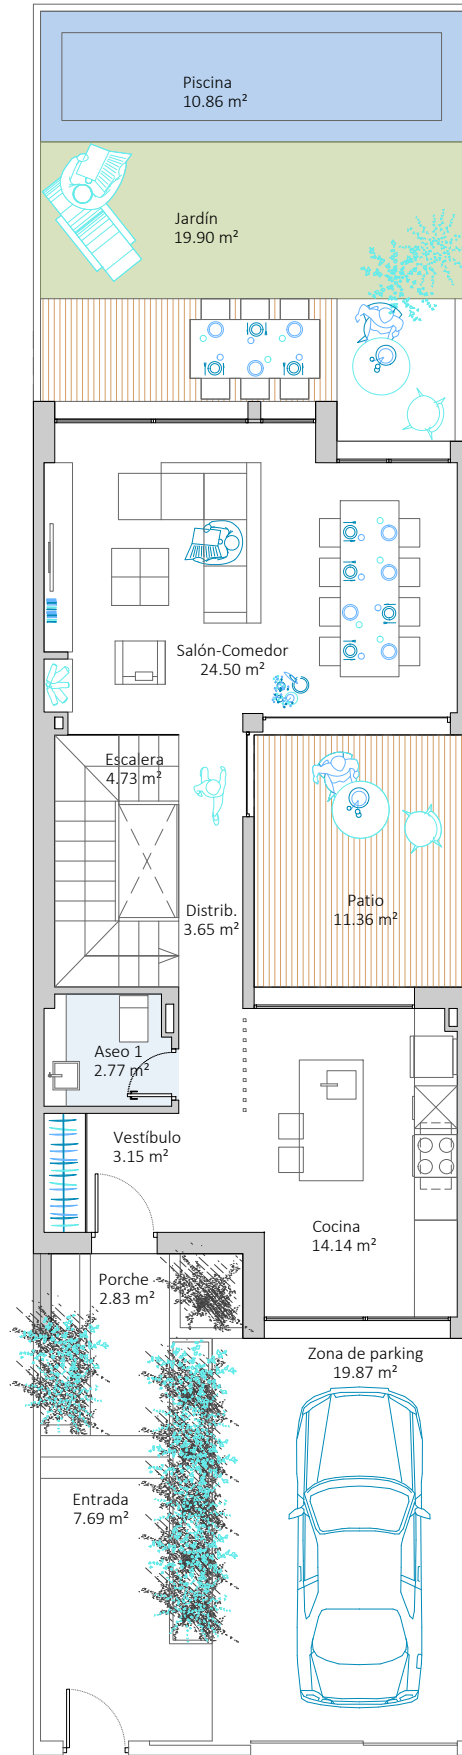 Piscina
10.86 m²
Jardín
19.90 m²
Salón-Comedor
24.50 m²
Escalera
4.73 m²
Distrib.
3.65 m²
Patio
11.36 m²
Aseo 1
2.77 m²
Vestíbulo
3.15 m²
Cocina
14.14 m²
Porche
2.83 m²
Zona de parking
19.87 m²
Entrada
7.69 m²